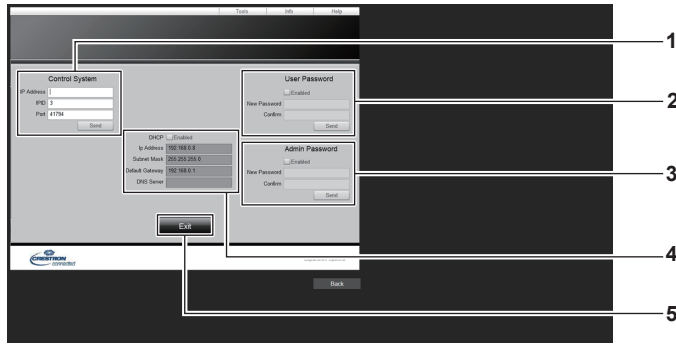 Tools Info Help
1
Control System
IP Address
IPID 3
Port 41794
Send
User Password
Enabled
New Password
Confirm
Send
2
DHCP Enabled
Ip Address 192.168.0.8
Subnet Mask 255.255.255.0
Default Gateway 192.168.0.1
DNS Server
Admin Password
Enabled
New Password
Confirm
Send
3
Exit
CRESTRON
connected
4
Back
5